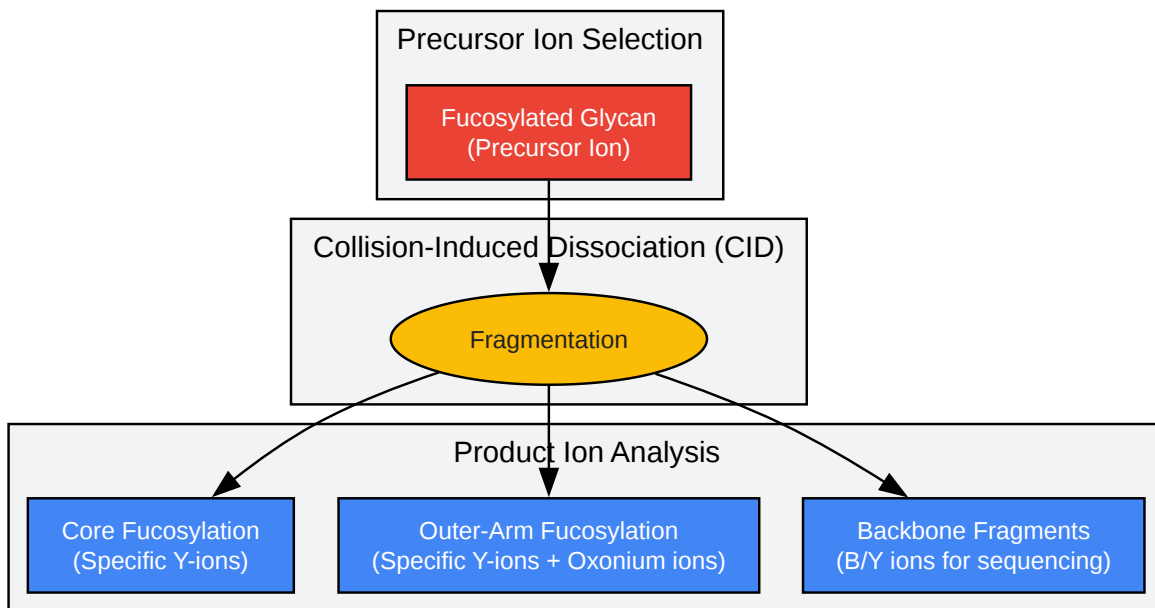 Precursor Ion Selection
Fucosylated Glycan
(Precursor Ion)
Collision-Induced Dissociation (CID)
Fragmentation
Product Ion Analysis
Core Fucosylation
(Specific Y-ions)
Outer-Arm Fucosylation
(Specific Y-ions + Oxonium ions)
Backbone Fragments
(B/Y ions for sequencing)